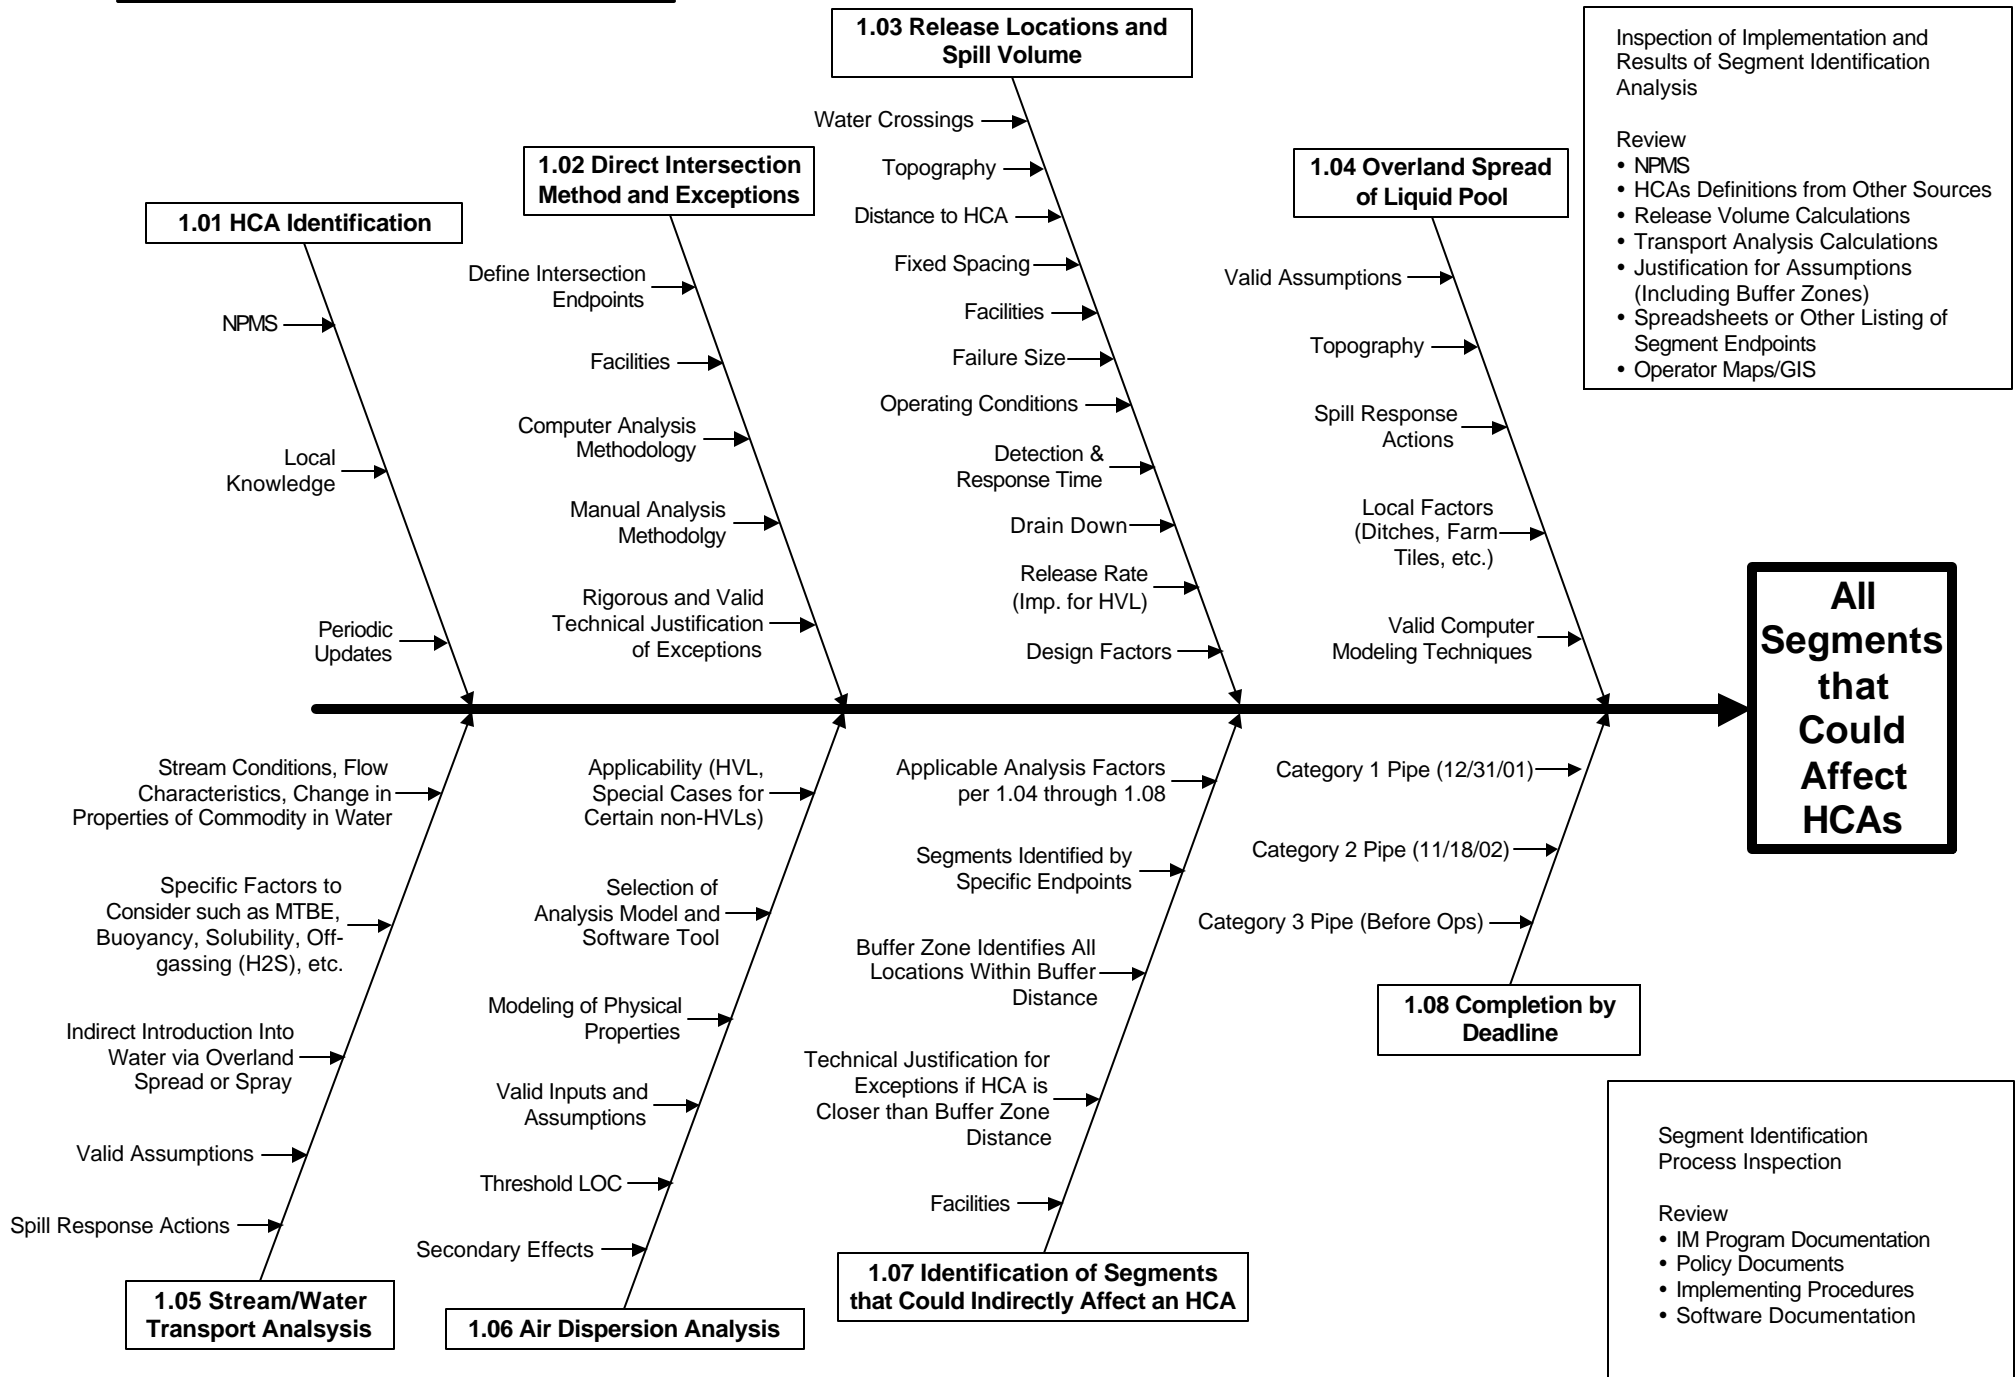 1.03 Release Locations and
Spill Volume
Water Crossings
Topography
Distance to HCA
Fixed Spacing
Facilities
Failure Size
Operating Conditions
Detection &
Response Time
Drain Down
Release Rate
(Imp. for HVL)
Design Factors
1.02 Direct Intersection
Method and Exceptions
Define Intersection
Endpoints
Facilities
Computer Analysis
Methodology
Manual Analysis
Methodolgy
Rigorous and Valid
Technical Justification
of Exceptions
1.01 HCA Identification
NPMS
Local
Knowledge
Periodic
Updates
1.04 Overland Spread
of Liquid Pool
Valid Assumptions
Topography
Spill Response
Actions
Local Factors
(Ditches, Farm
Tiles, etc.)
Valid Computer
Modeling Techniques
Inspection of Implementation and
Results of Segment Identification
Analysis
Review
• NPMS
• HCAs Definitions from Other Sources
• Release Volume Calculations
• Transport Analysis Calculations
• Justification for Assumptions
(Including Buffer Zones)
• Spreadsheets or Other Listing of
Segment Endpoints
• Operator Maps/GIS
All
Segments
that
Could
Affect
HCAs
Stream Conditions, Flow
Characteristics, Change in
Properties of Commodity in Water
Specific Factors to
Consider such as MTBE,
Buoyancy, Solubility, Off-
gassing (H2S), etc.
Indirect Introduction Into
Water via Overland
Spread or Spray
Valid Assumptions
Spill Response Actions
1.05 Stream/Water
Transport Analsysis
Applicability (HVL,
Special Cases for
Certain non-HVLs)
Selection of
Analysis Model and
Software Tool
Modeling of Physical
Properties
Valid Inputs and
Assumptions
Threshold LOC
Secondary Effects
1.06 Air Dispersion Analysis
Applicable Analysis Factors
per 1.04 through 1.08
Segments Identified by
Specific Endpoints
Buffer Zone Identifies All
Locations Within Buffer
Distance
Technical Justification for
Exceptions if HCA is
Closer than Buffer Zone
Distance
Facilities
1.07 Identification of Segments
that Could Indirectly Affect an HCA
Category 1 Pipe (12/31/01)
Category 2 Pipe (11/18/02)
Category 3 Pipe (Before Ops)
1.08 Completion by
Deadline
Segment Identification
Process Inspection
Review
• IM Program Documentation
• Policy Documents
• Implementing Procedures
• Software Documentation